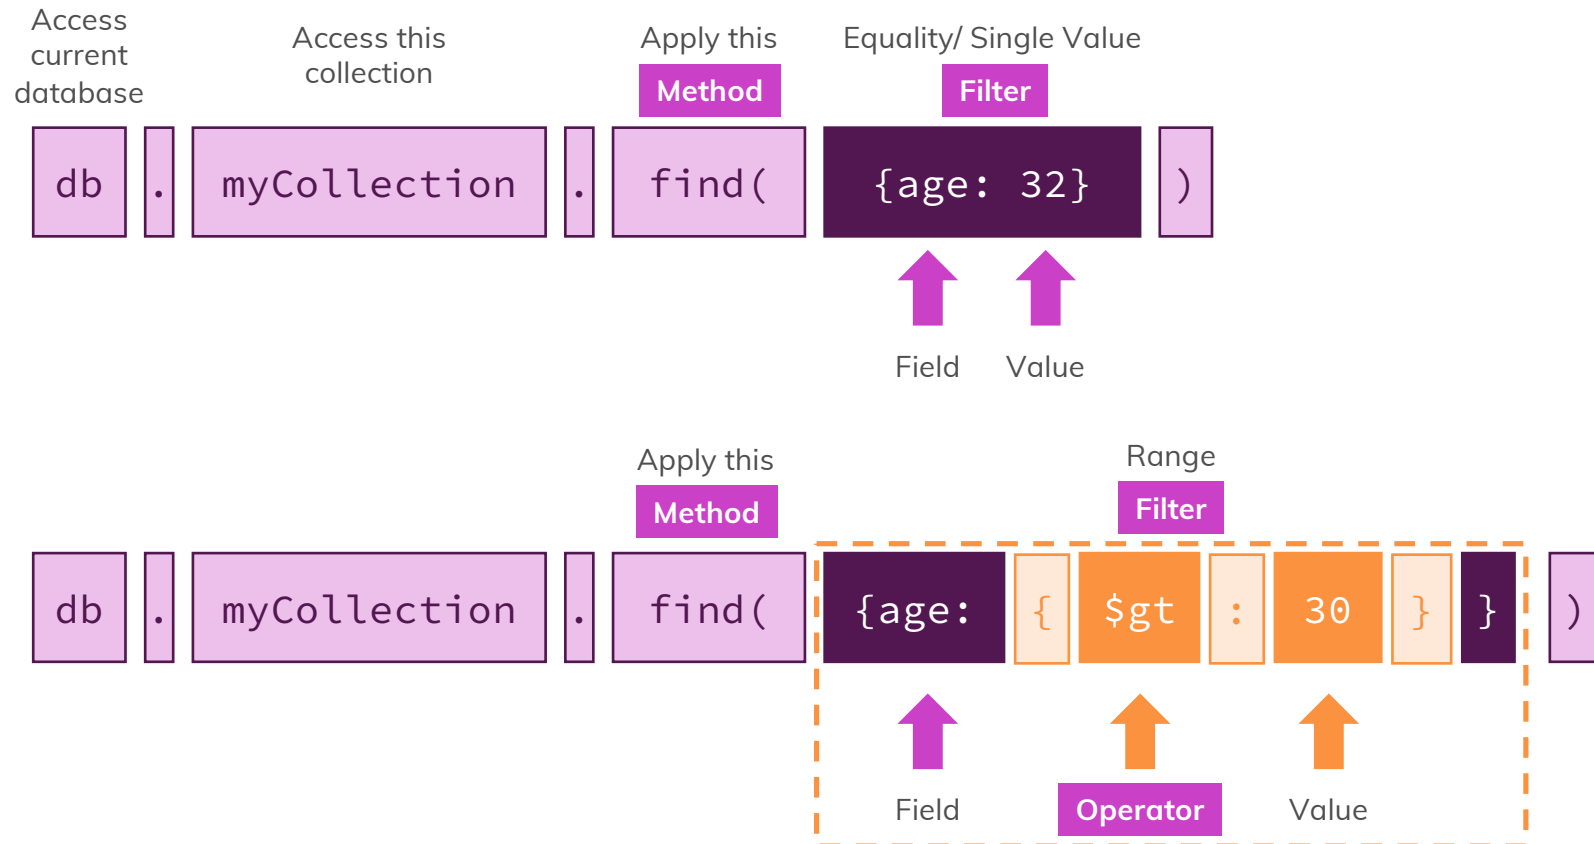 Access
current
database
Access this
collection
Apply this
Method
Equality/ Single Value
Filter
db . myCollection . find( {age: 32} )
Field Value
Apply this
Method
Range
Filter
db . myCollection . find( {age: { $gt : 30 } } )
Field Operator Value